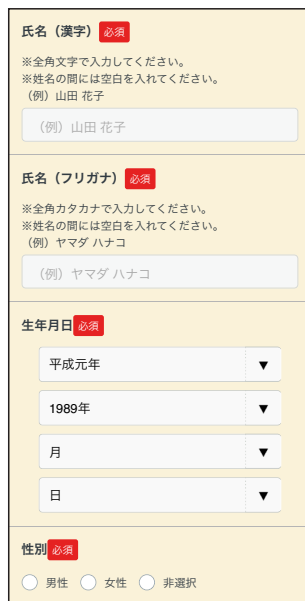 氏名（漢字） 必須
※全角文字で入力してください。
※姓名の間には空白を入れてください。
（例）山田 花子
（例）山田 花子
氏名（フリガナ） 必須
※全角カタカナで入力してください。
※姓名の間には空白を入れてください。
（例）ヤマダ ハナコ
（例）ヤマダ ハナコ
生年月日 必須
平成元年 ▼
1989年 ▼
月 ▼
日 ▼
性別 必須
男性 女性 非選択